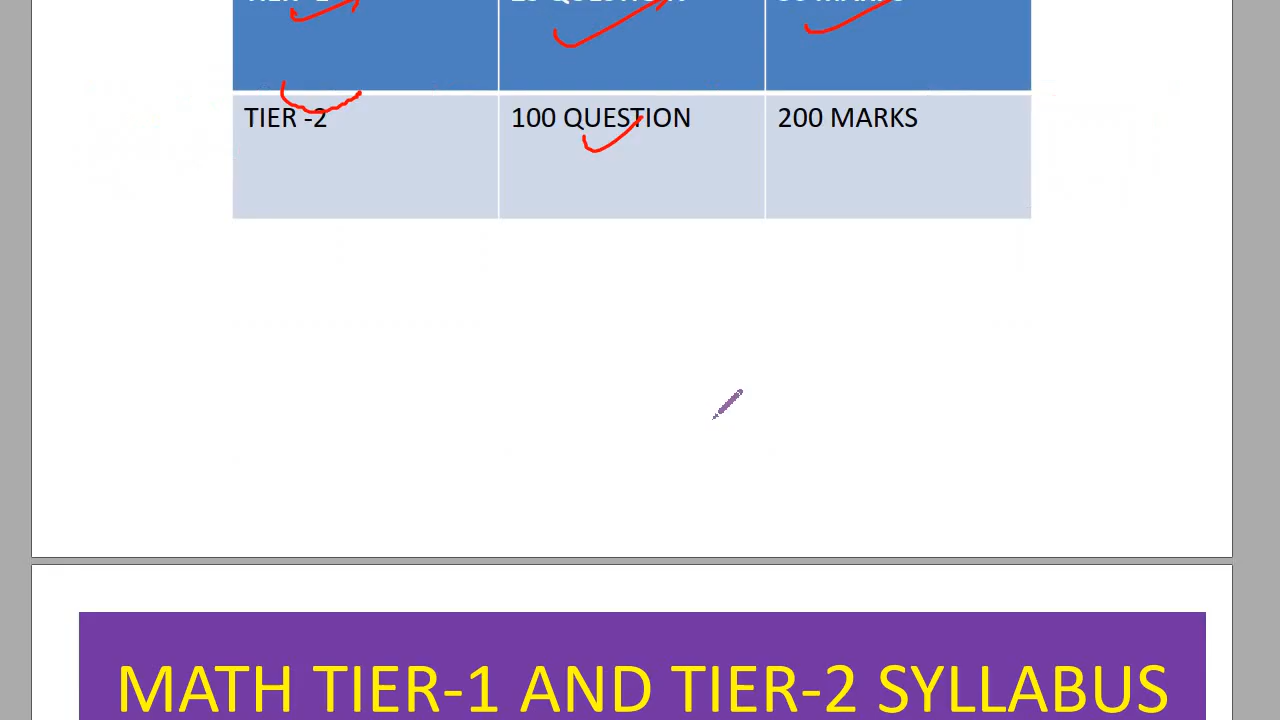 TIER -2 100 QUESTION 200 MARKS
MATH TIER-1 AND TIER-2 SYLLABUS